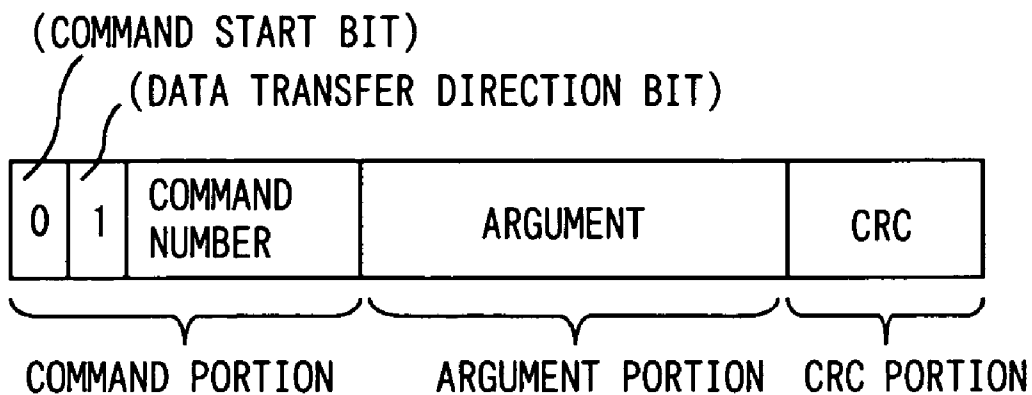 (COMMAND START BIT)
(DATA TRANSFER DIRECTION BIT)
0 1 COMMAND NUMBER ARGUMENT CRC
COMMAND PORTION ARGUMENT PORTION CRC PORTION